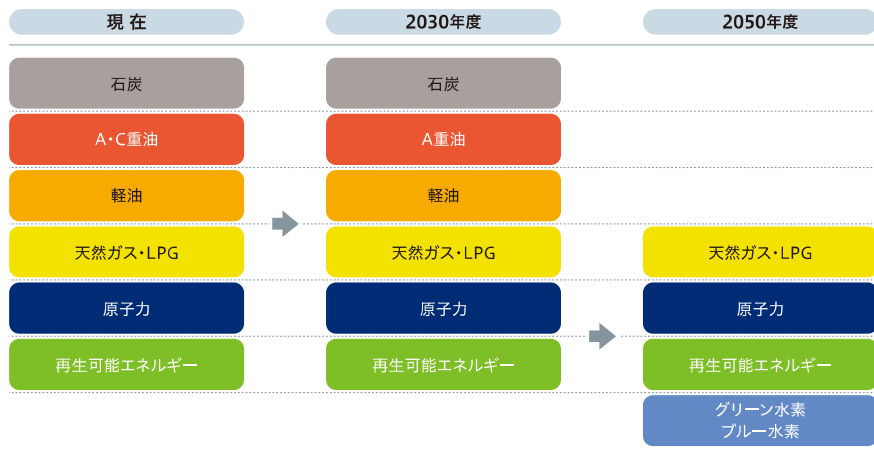 現在
2030年度
2050年度
石炭
石炭
A・C重油
A重油
軽油
軽油
天然ガス・LPG
天然ガス・LPG
天然ガス・LPG
原子力
原子力
原子力
再生可能エネルギー
再生可能エネルギー
再生可能エネルギー
グリーン水素
ブルー水素